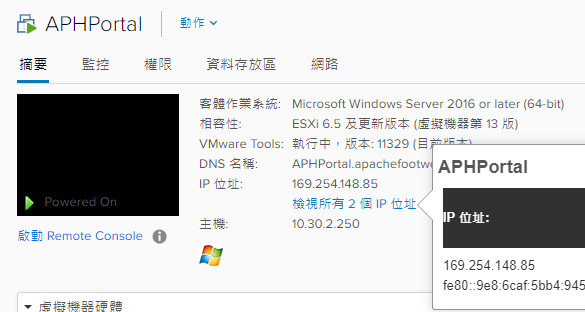 APHPortal
動作
摘要 監控 權限 資料存放區 網路
Powered On
啟動 Remote Console
客體作業系統: Microsoft Windows Server 2016 or later (64-bit)
相容性: ESXi 6.5 及更新版本 (虛擬機器第 13 版)
VMware Tools: 執行中，版本: 11329 (目前版本)
DNS 名稱: APHPortal.apachefootw
IP 位址: 169.254.148.85
檢視所有 2 個 IP 位址
主機: 10.30.2.250
APHPortal
IP 位址:
169.254.148.85
fe80::9e8:6caf:5bb4:945
虛擬機器硬體